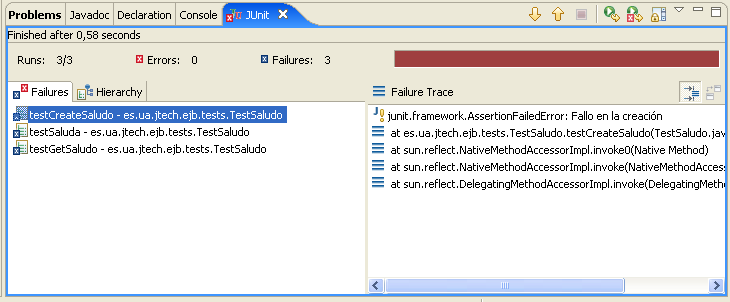 Problems Javadoc Declaration Console JUnit
Finished after 0,58 seconds
Runs: 3/3 Errors: 0 Failures: 3
Failures Hierarchy
Failure Trace
testCreateSaludo - es.ua.jtech.ejb.tests.TestSaludo
testSaluda - es.ua.jtech.ejb.tests.TestSaludo
testGetSaludo - es.ua.jtech.ejb.tests.TestSaludo
junit.framework.AssertionFailedError: Fallo en la creación
at es.ua.jtech.ejb.tests.TestSaludo.testCreateSaludo(TestSaludo.jav
at sun.reflect.NativeMethodAccessorImpl.invoke0(Native Method)
at sun.reflect.NativeMethodAccessorImpl.invoke(NativeMethodAcces
at sun.reflect.DelegatingMethodAccessorImpl.invoke(DelegatingMetho